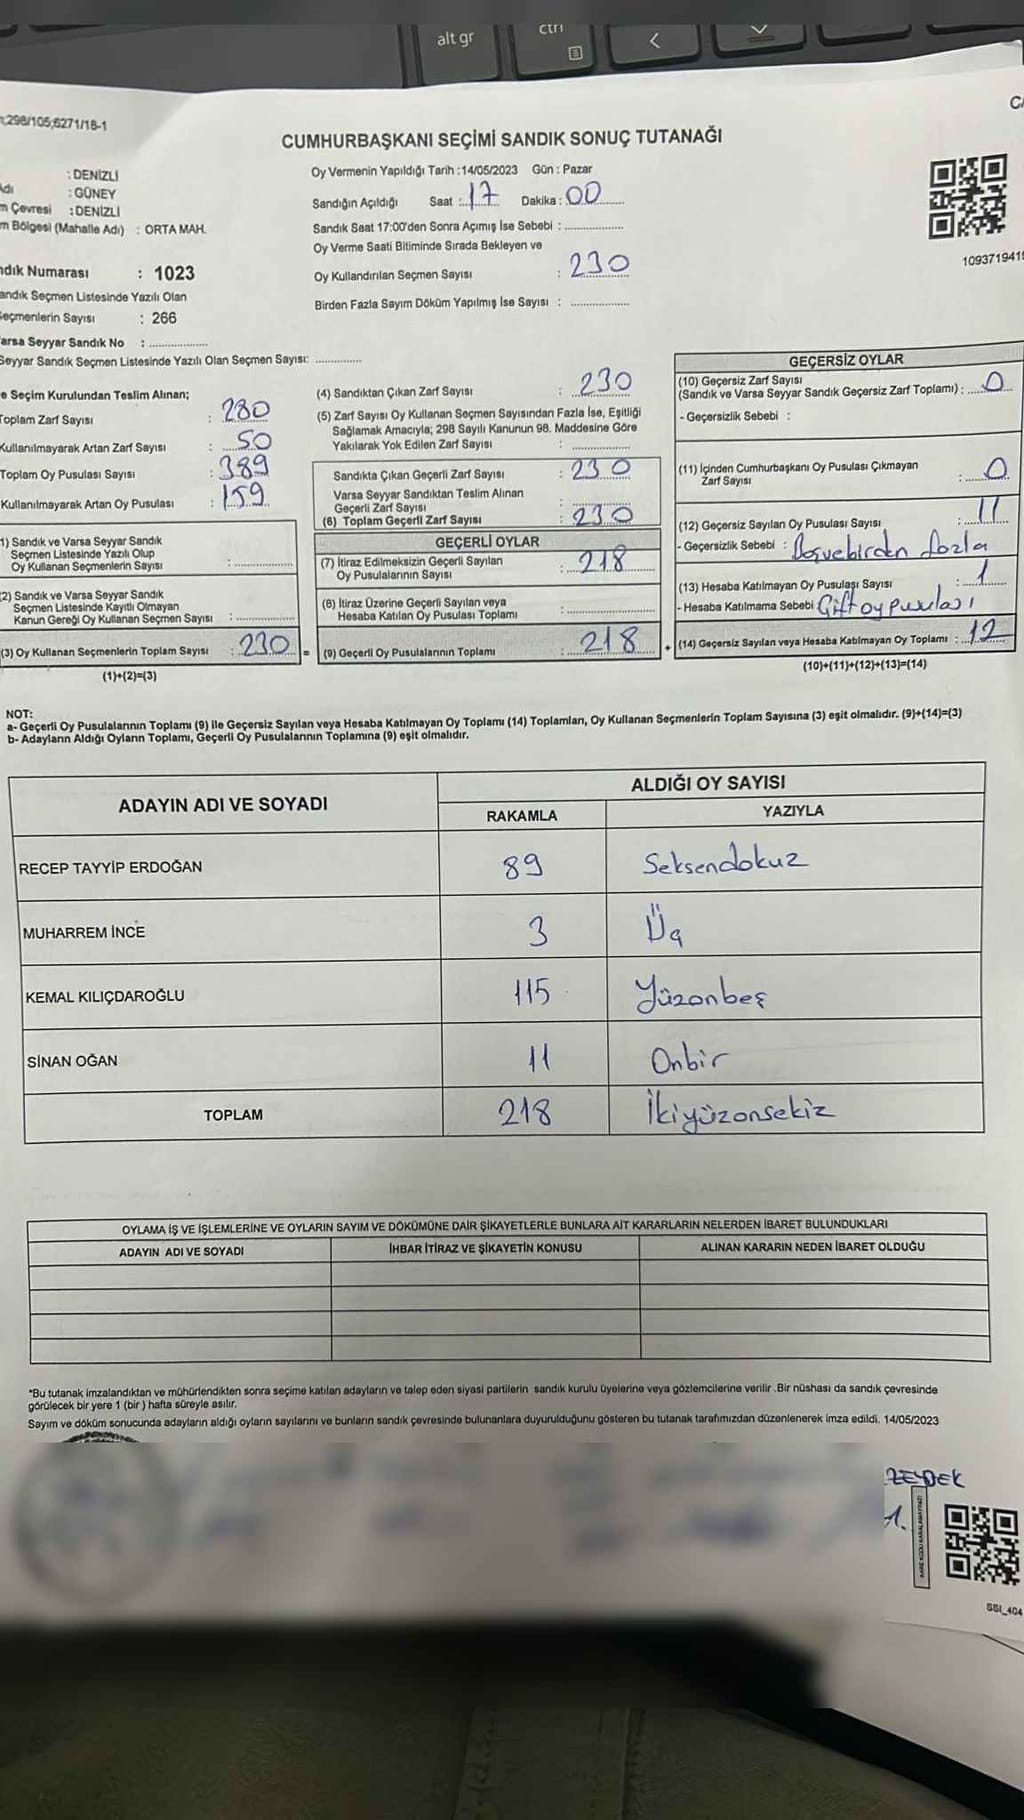 alt gr
ctrl
298/105;6271/18-1
CUMHURBAŞKANI SEÇİMİ SANDIK SONUÇ TUTANAĞI
: DENİZLİ
: GÜNEY
Çevresi : DENİZLİ
Bölgesi (Mahalle Adı) : ORTA MAH.
Numarası : 1023
Sandık Seçmen Listesinde Yazılı Olan
Seçmenlerin Sayısı : 266
Varsa Seyyar Sandık No : ..................
Seyyar Sandık Seçmen Listesinde Yazılı Olan Seçmen Sayısı: ..............
Oy Vermenin Yapıldığı Tarih :14/05/2023 Gün : Pazar
Sandığın Açıldığı Saat : 17 Dakika : 00
Sandık Saat 17:00'den Sonra Açımış İse Sebebi : ..................
Oy Verme Saati Bitiminde Sırada Bekleyen ve
Oy Kullandırılan Seçmen Sayısı : 230
Birden Fazla Sayım Döküm Yapılmış İse Sayısı : ..................
1093719419
Seçim Kurulundan Teslim Alınan;
Toplam Zarf Sayısı : 280
Kullanılmayarak Artan Zarf Sayısı : 50
Toplam Oy Pusulası Sayısı : 389
Kullanılmayarak Artan Oy Pusulası : 159
(1) Sandık ve Varsa Seyyar Sandık
Seçmen Listesinde Yazılı Olup
Oy Kullanan Seçmenlerin Sayısı : ..................
(2) Sandık ve Varsa Seyyar Sandık
Seçmen Listesinde Kayıtlı Olmayan
Kanun Gereği Oy Kullanan Seçmen Sayısı : ..................
(3) Oy Kullanan Seçmenlerin Toplam Sayısı : 230 =
(1)+(2)=(3)
(4) Sandıktan Çıkan Zarf Sayısı : 230
(5) Zarf Sayısı Oy Kullanan Seçmen Sayısından Fazla İse, Eşitliği
Sağlamak Amacıyla; 298 Sayılı Kanunun 98. Maddesine Göre
Yakılarak Yok Edilen Zarf Sayısı : ..................
Sandıkta Çıkan Geçerli Zarf Sayısı : 230
Varsa Seyyar Sandıktan Teslim Alınan
Geçerli Zarf Sayısı : ..................
(6) Toplam Geçerli Zarf Sayısı : 230
GEÇERLİ OYLAR
(7) İtiraz Edilmeksizin Geçerli Sayılan
Oy Pusulalarının Sayısı : 218
(8) İtiraz Üzerine Geçerli Sayılan veya
Hesaba Katılan Oy Pusulası Toplamı : ..................
(9) Geçerli Oy Pusulalarının Toplamı : 218 +
GEÇERSİZ OYLAR
(10) Geçersiz Zarf Sayısı
(Sandık ve Varsa Seyyar Sandık Geçersiz Zarf Toplamı) : 0
- Geçersizlik Sebebi :
(11) İçinden Cumhurbaşkanı Oy Pusulası Çıkmayan
Zarf Sayısı : 0
(12) Geçersiz Sayılan Oy Pusulası Sayısı : 11
- Geçersizlik Sebebi : Boşvebirden fazla
(13) Hesaba Katılmayan Oy Pusulası Sayısı : 1
- Hesaba Katılmama Sebebi Çift oy pusulası
(14) Geçersiz Sayılan veya Hesaba Katılmayan Oy Toplamı : 12
(10)+(11)+(12)+(13)=(14)
NOT:
a- Geçerli Oy Pusulalarının Toplamı (9) ile Geçersiz Sayılan veya Hesaba Katılmayan Oy Toplamı (14) Toplamları, Oy Kullanan Seçmenlerin Toplam Sayısına (3) eşit olmalıdır. (9)+(14)=(3)
b- Adayların Aldığı Oyların Toplamı, Geçerli Oy Pusulalarının Toplamına (9) eşit olmalıdır.
ADAYIN ADI VE SOYADI
ALDIĞI OY SAYISI
RAKAMLA YAZIYLA
RECEP TAYYİP ERDOĞAN 89 Seksendokuz
MUHARREM İNCE 3 Üç
KEMAL KILIÇDAROĞLU 115 Yüzonbeş
SİNAN OĞAN 11 Onbir
TOPLAM 218 İkiyüzonsekiz
OYLAMA İŞ VE İŞLEMLERİNE VE OYLARIN SAYIM VE DÖKÜMÜNE DAİR ŞİKAYETLERLE BUNLARA AİT KARARLARIN NELERDEN İBARET BULUNDUKLARI
ADAYIN ADI VE SOYADI İHBAR İTİRAZ VE ŞİKAYETİN KONUSU ALINAN KARARIN NEDEN İBARET OLDUĞU
*Bu tutanak imzalandıktan ve mühürlendikten sonra seçime katılan adayların ve talep eden siyasi partilerin sandık kurulu üyelerine veya gözlemcilerine verilir .Bir nüshası da sandık çevresinde
görülecek bir yere 1 (bir ) hafta süreyle asılır.
Sayım ve döküm sonucunda adayların aldığı oyların sayılarını ve bunların sandık çevresinde bulunanlara duyurulduğunu gösteren bu tutanak tarafımızdan düzenlenerek imza edildi. 14/05/2023
ZEYBEK
SSI_404